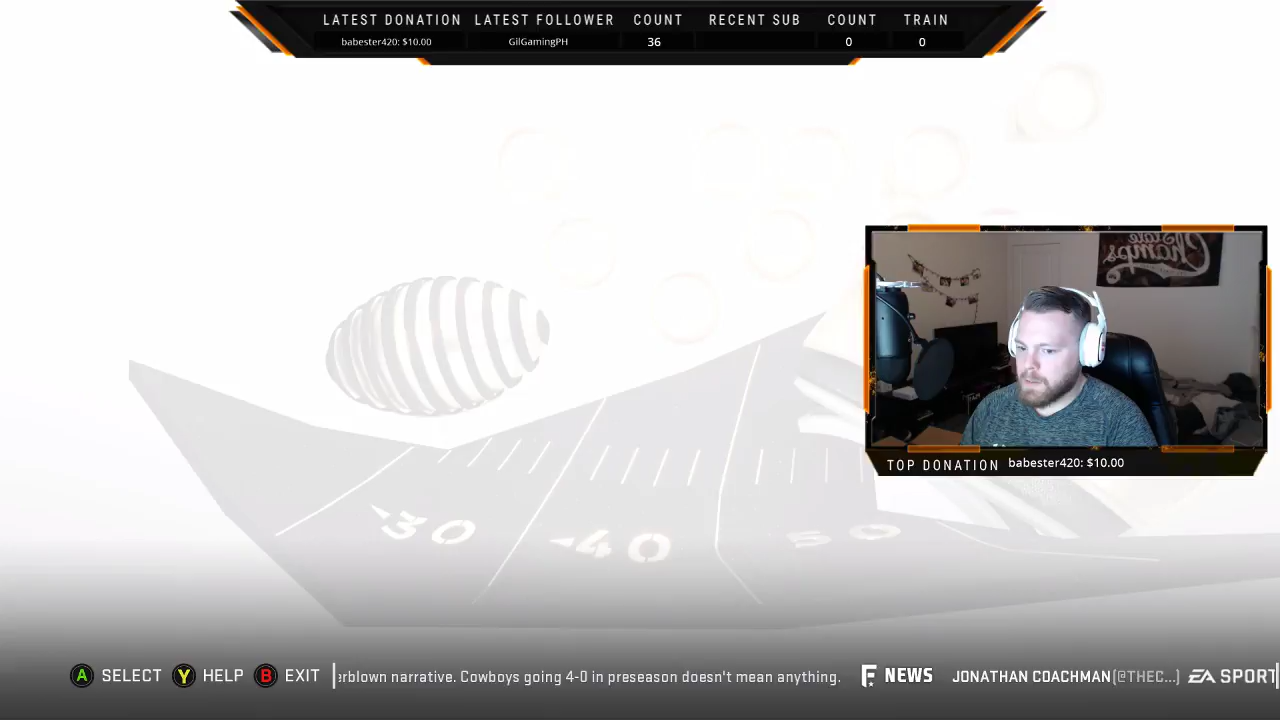 LATEST DONATION LATEST FOLLOWER COUNT RECENT SUB COUNT TRAIN
babester420: $10.00 GilGamingPH 36 0 0
State
Champs
TOP DONATION babester420: $10.00
30 40 50
A SELECT Y HELP B EXIT erblown narrative. Cowboys going 4-0 in preseason doesn't mean anything. F NEWS JONATHAN COACHMAN(@THEC...) EA SPORT